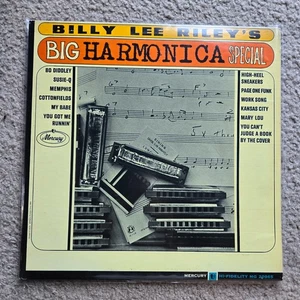 BILLY LEE RILEY'S
BIG HARMONICA SPECIAL
BO DIDDLEY
SUSIE-Q
MEMPHIS
COTTONFIELDS
MY BABE
YOU GOT ME
RUNNIN'
Mercury
HIGH-HEEL
SNEAKERS
PAGE ONE FUNK
WORK SONG
KANSAS CITY
MARY LOU
YOU CAN'T
JUDGE A BOOK
BY THE COVER
MERCURY